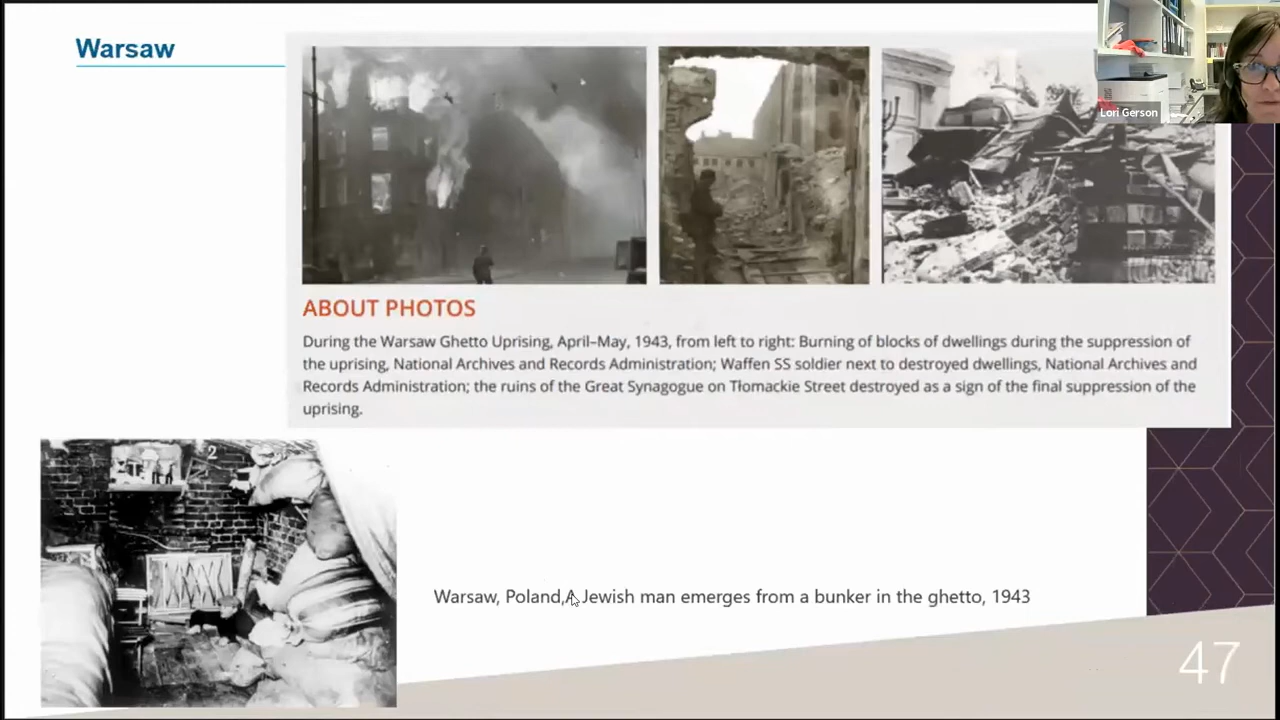 Warsaw
Lori Gerson
ABOUT PHOTOS
During the Warsaw Ghetto Uprising, April–May, 1943, from left to right: Burning of blocks of dwellings during the suppression of
the uprising, National Archives and Records Administration; Waffen SS soldier next to destroyed dwellings, National Archives and
Records Administration; the ruins of the Great Synagogue on Tłomackie Street destroyed as a sign of the final suppression of the
uprising.
2
Warsaw, Poland,A Jewish man emerges from a bunker in the ghetto, 1943
47